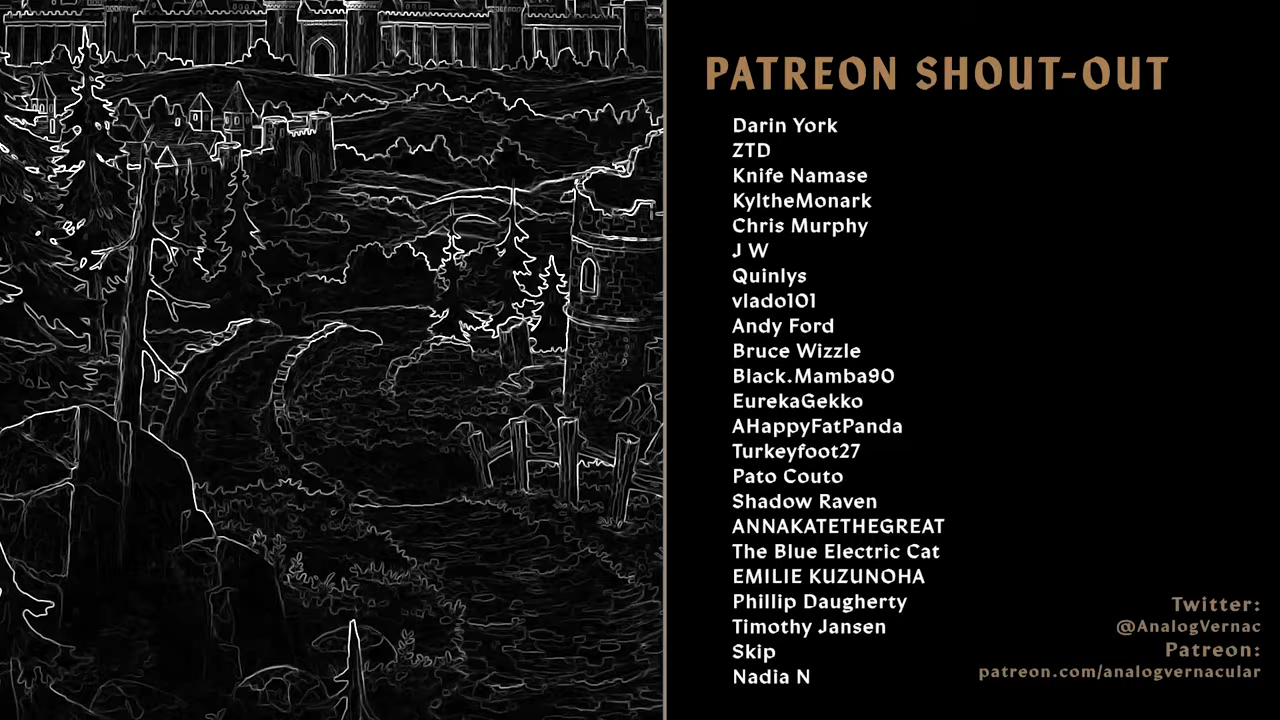 PATREON SHOUT-OUT
Darin York
ZTD
Knife Namase
KyltheMonark
Chris Murphy
J W
Quinlys
vlado101
Andy Ford
Bruce Wizzle
Black.Mamba90
EurekaGekko
AHappyFatPanda
Turkeyfoot27
Pato Couto
Shadow Raven
ANNAKATETHEGREAT
The Blue Electric Cat
EMILIE KUZUNOHA
Phillip Daugherty
Timothy Jansen
Skip
Nadia N
Twitter:
@AnalogVernac
Patreon:
patreon.com/analogvernacular